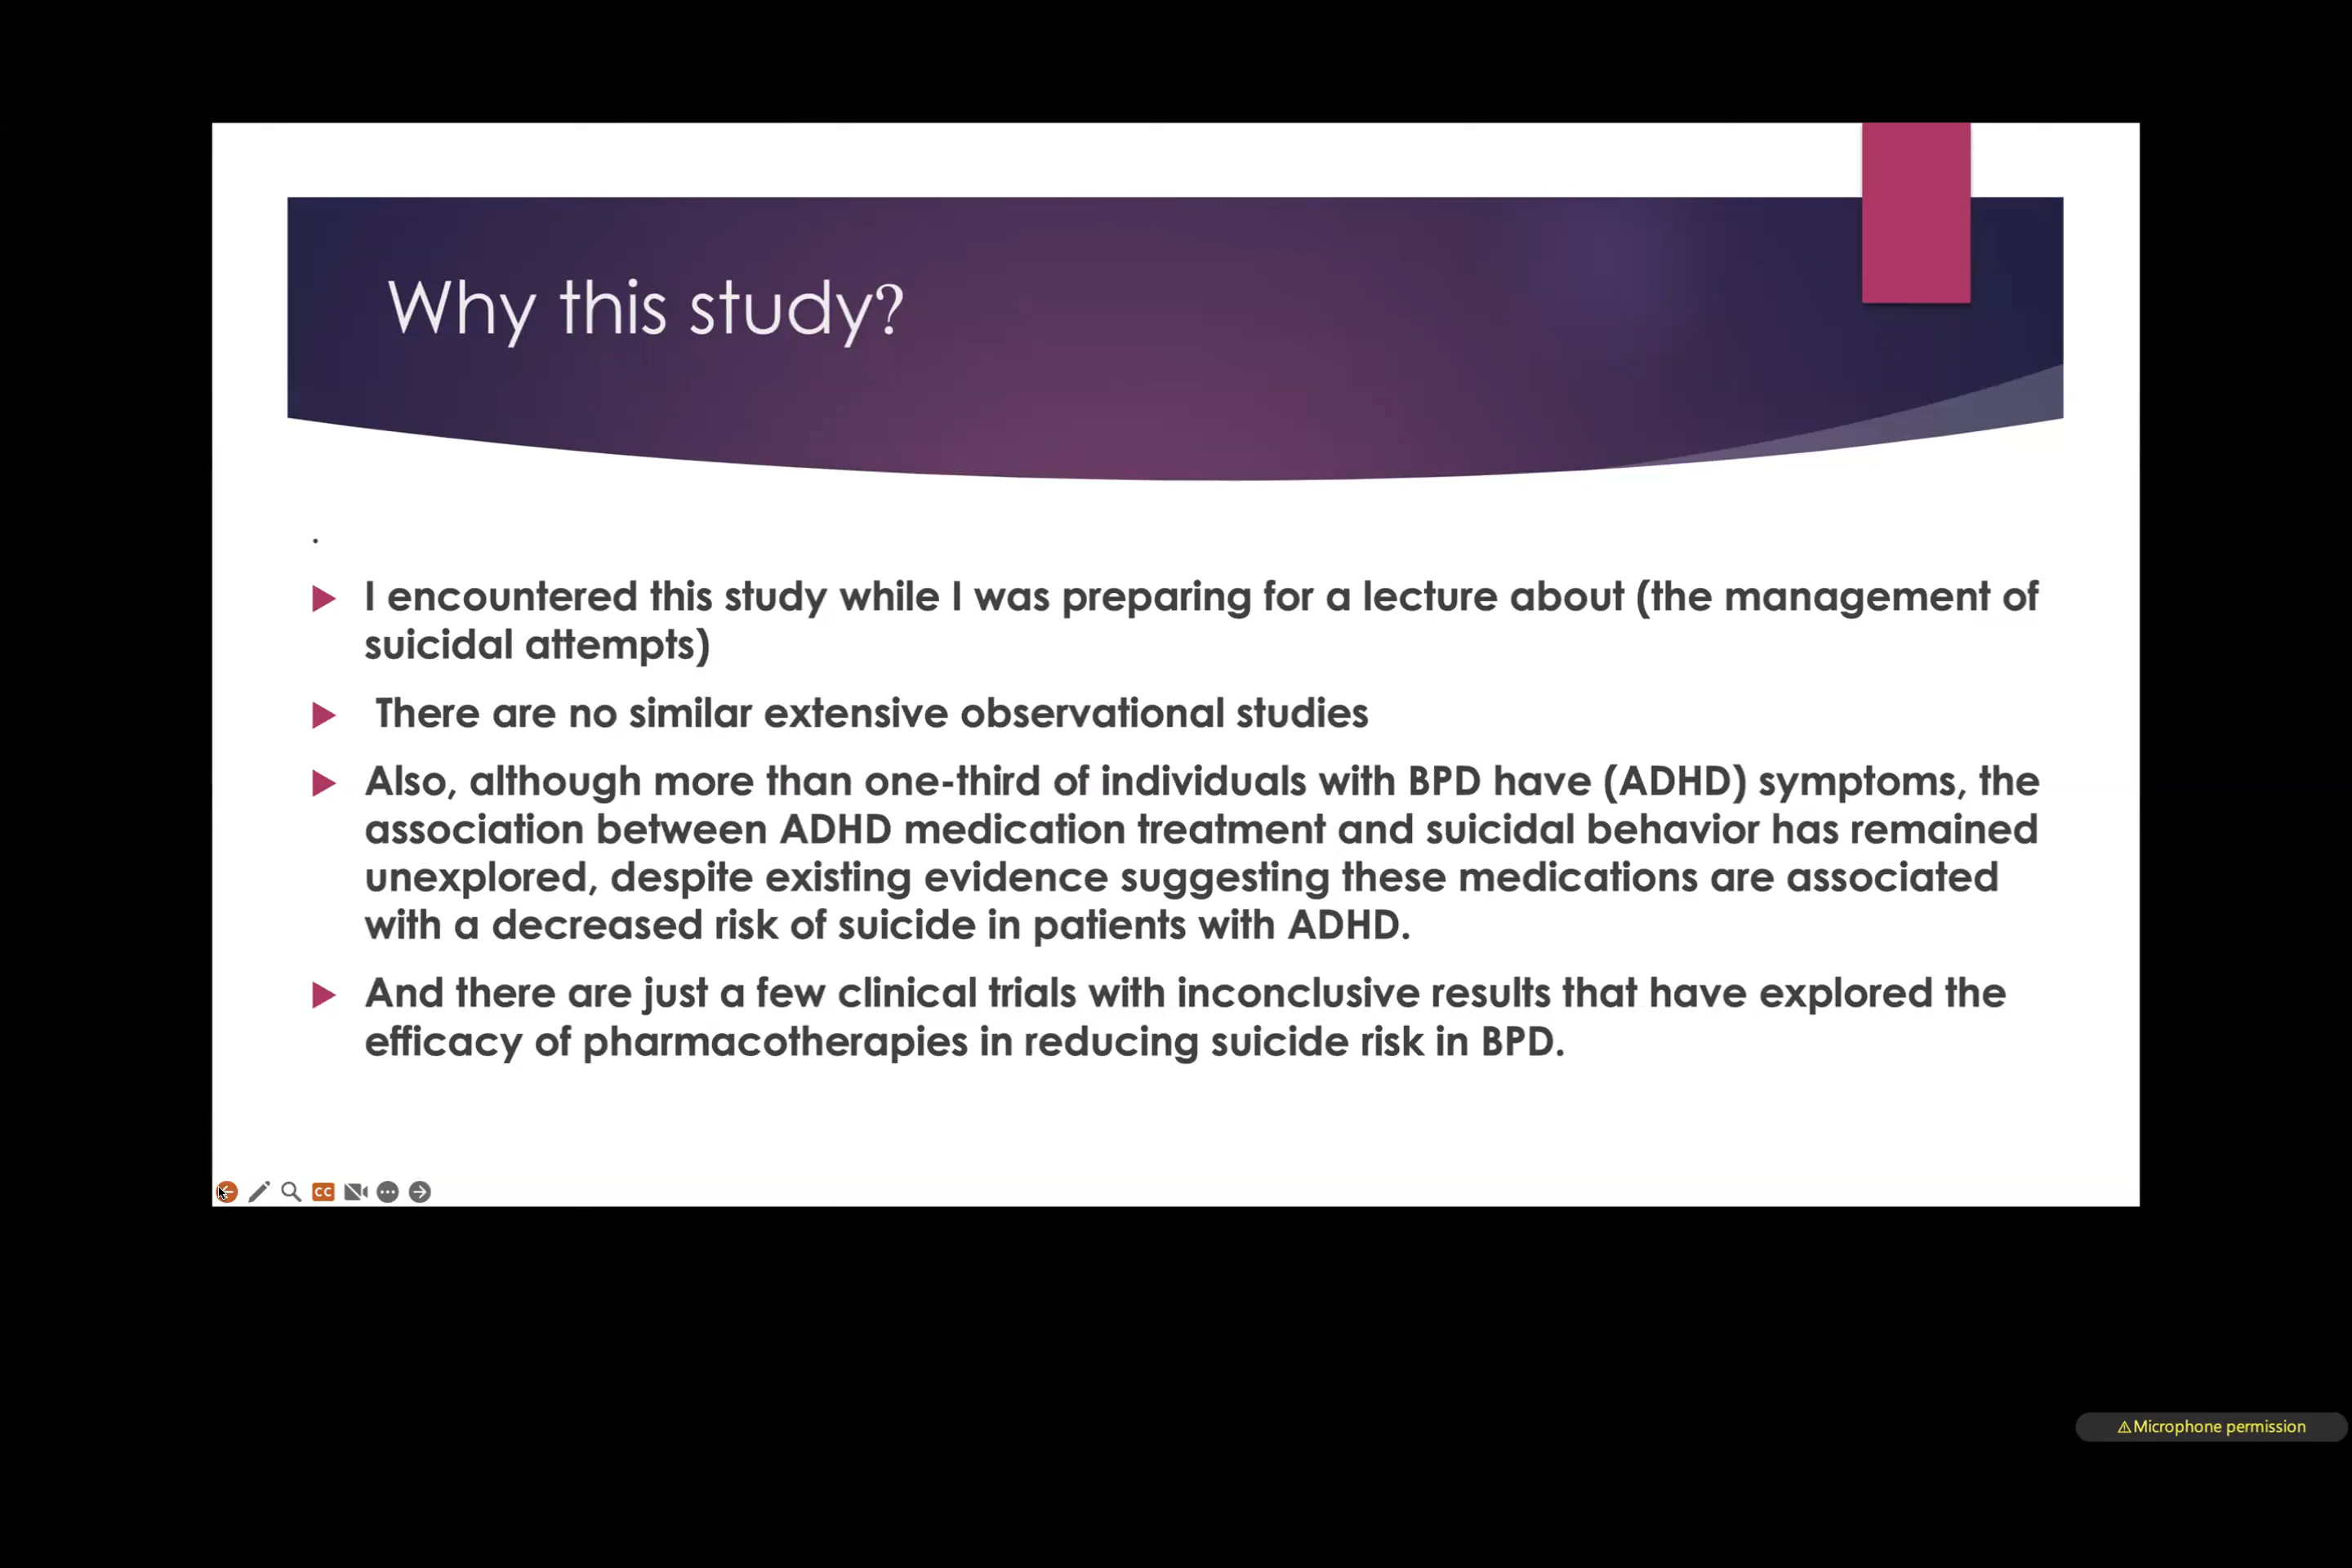 Why this study?
.
I encountered this study while I was preparing for a lecture about (the management of
suicidal attempts)
There are no similar extensive observational studies
Also, although more than one-third of individuals with BPD have (ADHD) symptoms, the
association between ADHD medication treatment and suicidal behavior has remained
unexplored, despite existing evidence suggesting these medications are associated
with a decreased risk of suicide in patients with ADHD.
And there are just a few clinical trials with inconclusive results that have explored the
efficacy of pharmacotherapies in reducing suicide risk in BPD.
CC
Microphone permission